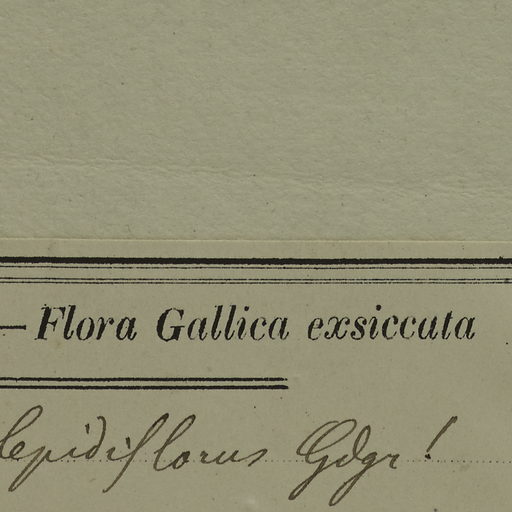 — Flora Gallica exsiccata
lepidiflorus Gdgr!